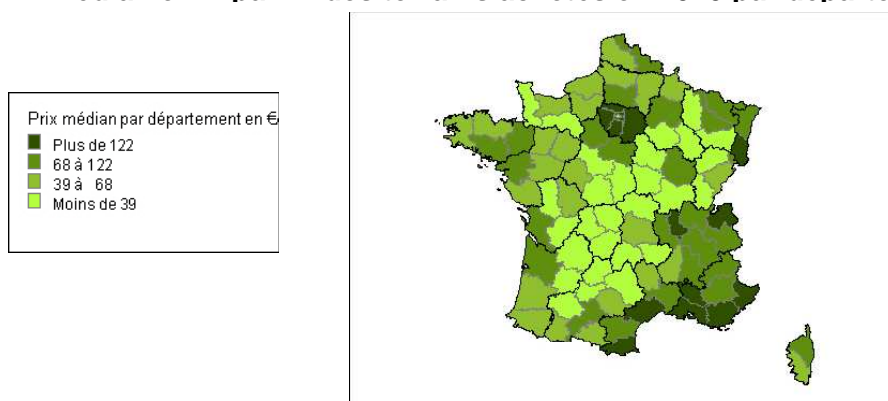 Prix médian par département en €
Plus de 122
68 à 122
39 à 68
Moins de 39